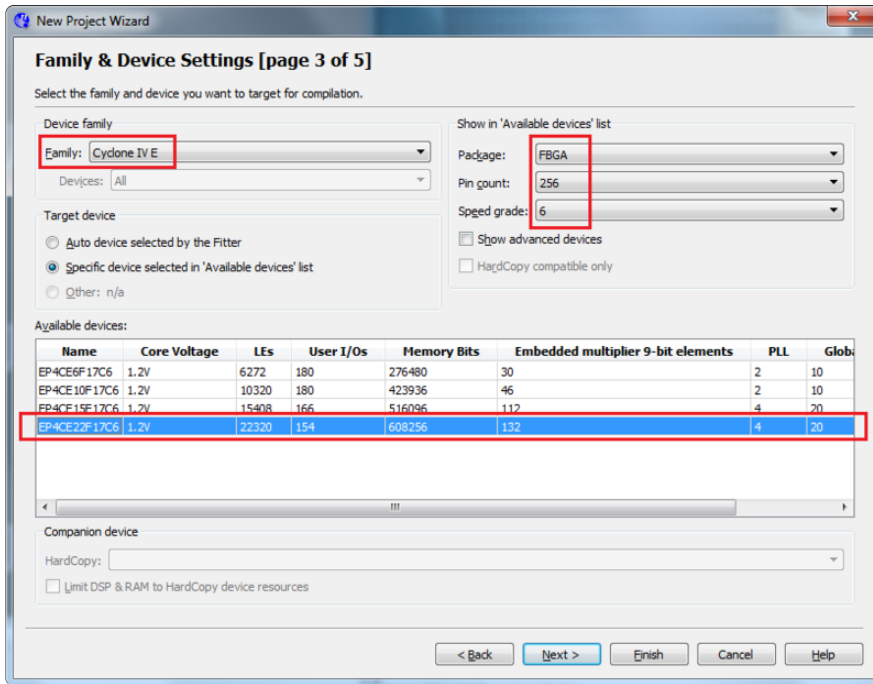 New Project Wizard
Family & Device Settings [page 3 of 5]
Select the family and device you want to target for compilation.
Device family
Family: Cyclone IV E
Devices: All
Target device
Auto device selected by the Fitter
Specific device selected in 'Available devices' list
Other: n/a
Show in 'Available devices' list
Package: FBGA
Pin count: 256
Speed grade: 6
Show advanced devices
HardCopy compatible only
Available devices:
Name Core Voltage LEs User I/Os Memory Bits Embedded multiplier 9-bit elements PLL Globa
EP4CE6F17C6 1.2V 6272 180 276480 30 2 10
EP4CE10F17C6 1.2V 10320 180 423936 46 2 10
EP4CE15F17C6 1.2V 15408 166 516096 112 4 20
EP4CE22F17C6 1.2V 22320 154 608256 132 4 20
Companion device
HardCopy:
Limit DSP & RAM to HardCopy device resources
< Back Next > Finish Cancel Help